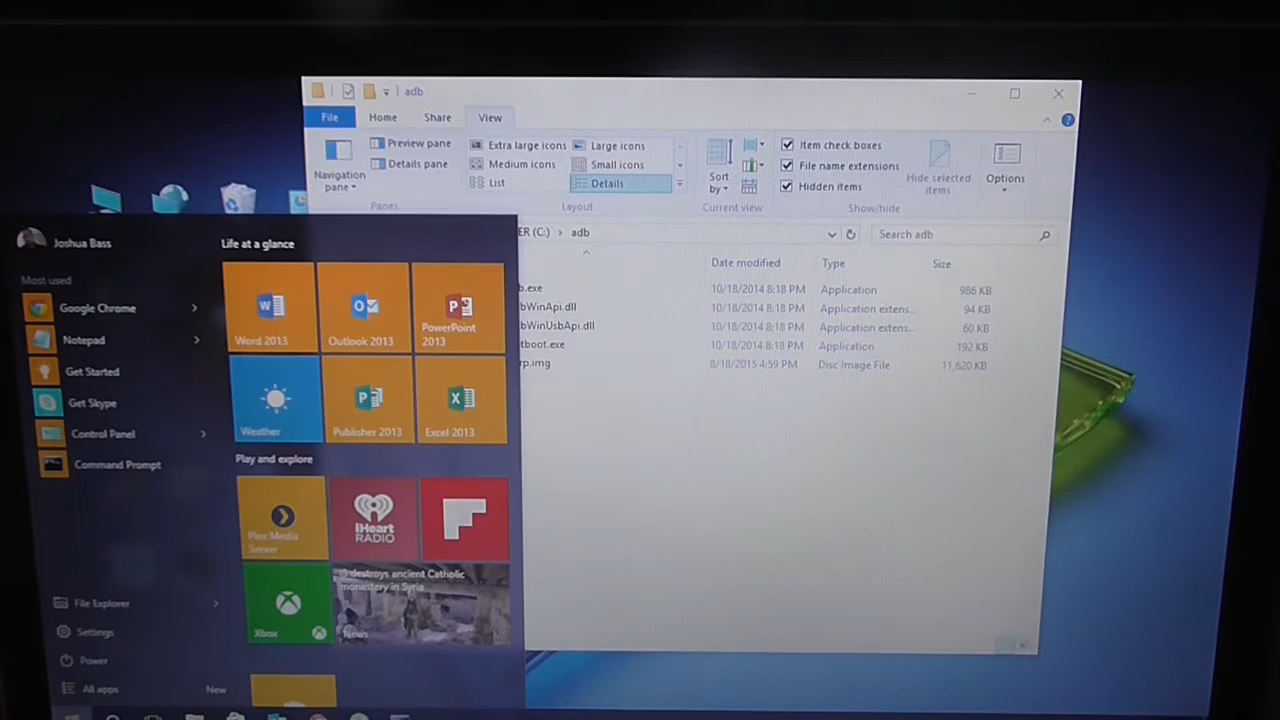 adb
File Home Share View
Navigation pane
Preview pane
Details pane
Panes
Extra large icons
Large icons
Medium icons
Small icons
List
Details
Layout
Sort by
Current view
Item check boxes
File name extensions
Hidden items
Hide selected items
Show/hide
Options
ER (C:) > adb
Search adb
Date modified Type Size
b.exe 10/18/2014 8:18 PM Application 986 KB
bWinApi.dll 10/18/2014 8:18 PM Application extens... 94 KB
bWinUsbApi.dll 10/18/2014 8:18 PM Application extens... 60 KB
tboot.exe 10/18/2014 8:18 PM Application 192 KB
rp.img 8/18/2015 4:59 PM Disc Image File 11,620 KB
Joshua Bass
Most used
Google Chrome
Notepad
Get Started
Get Skype
Control Panel
Command Prompt
File Explorer
Settings
Power
All apps New
Life at a glance
Word 2013
Outlook 2013
PowerPoint 2013
Weather
Publisher 2013
Excel 2013
Play and explore
Plex Media Server
iHeart RADIO
Xbox
destroys ancient Catholic
monastery in Syria
News